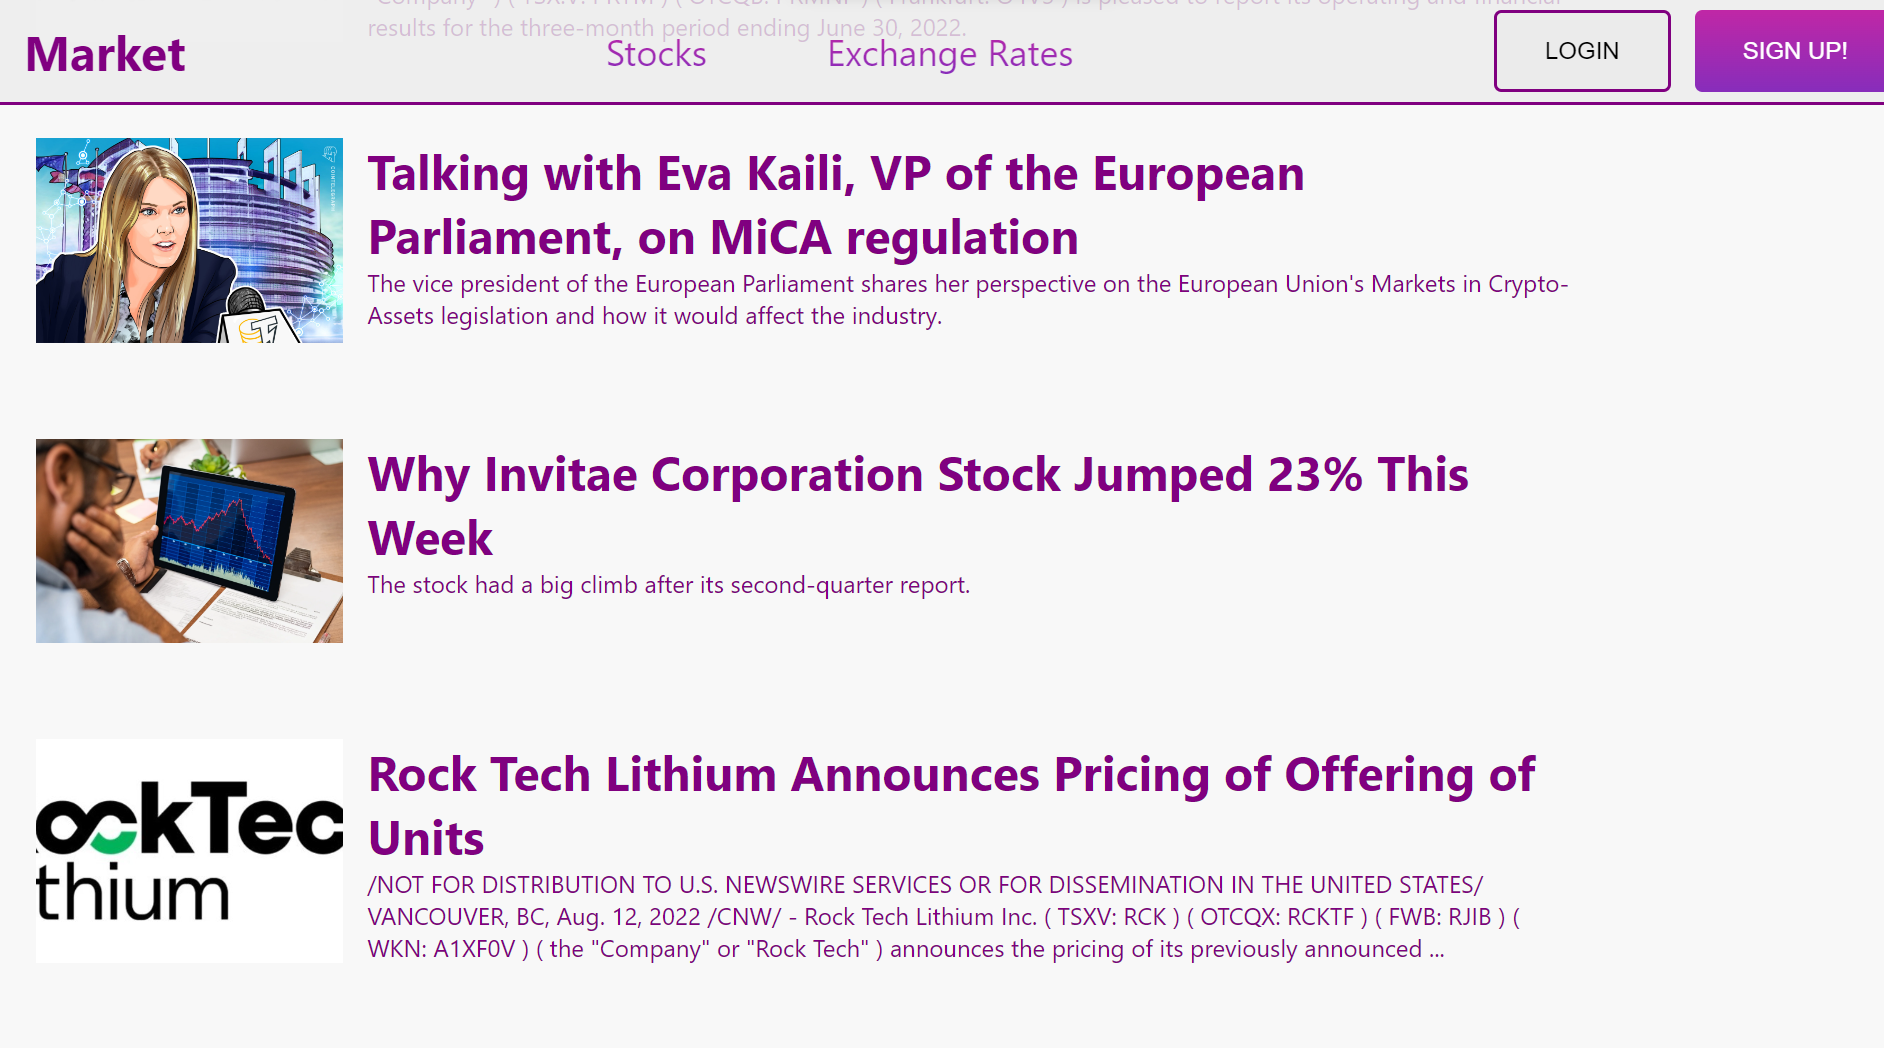 results for the three-month period ending June 30, 2022.
Market
Stocks
Exchange Rates
LOGIN
SIGN UP!
Talking with Eva Kaili, VP of the European
Parliament, on MiCA regulation
The vice president of the European Parliament shares her perspective on the European Union's Markets in Crypto-
Assets legislation and how it would affect the industry.
Why Invitae Corporation Stock Jumped 23% This
Week
The stock had a big climb after its second-quarter report.
ockTec
thium
Rock Tech Lithium Announces Pricing of Offering of
Units
/NOT FOR DISTRIBUTION TO U.S. NEWSWIRE SERVICES OR FOR DISSEMINATION IN THE UNITED STATES/
VANCOUVER, BC, Aug. 12, 2022 /CNW/ - Rock Tech Lithium Inc. ( TSXV: RCK ) ( OTCQX: RCKTF ) ( FWB: RJIB ) (
WKN: A1XF0V ) ( the "Company" or "Rock Tech" ) announces the pricing of its previously announced ...